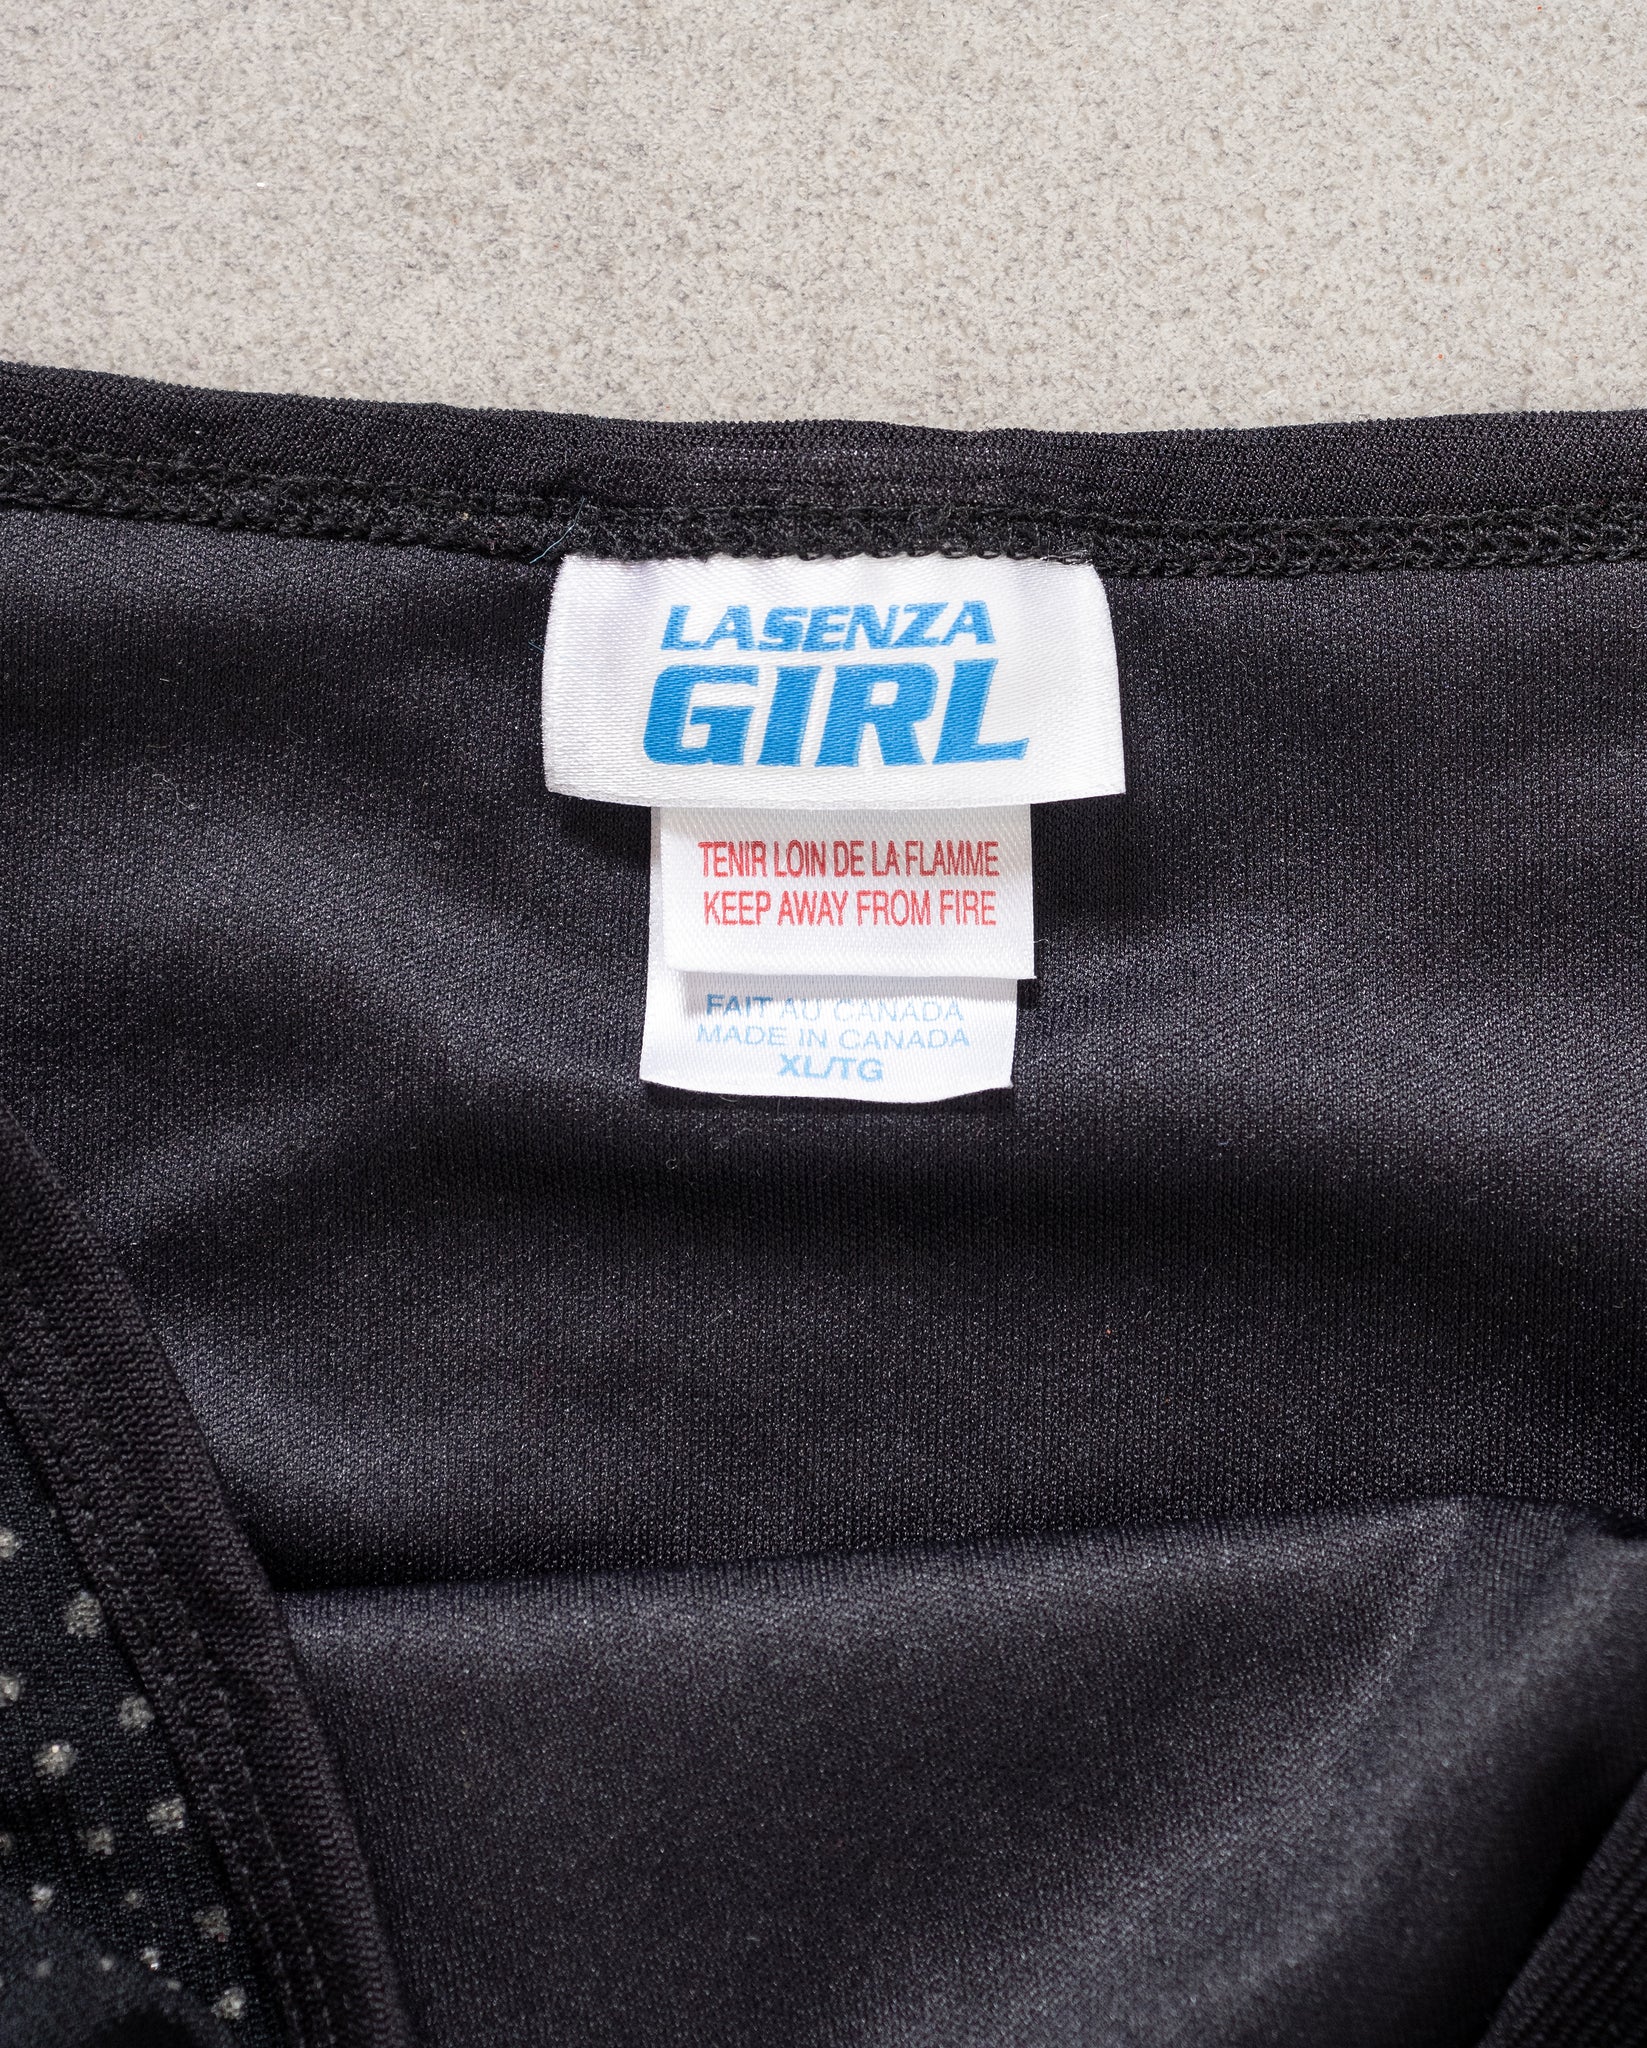 LASENZA
GIRL
TENIR LOIN DE LA FLAMME
KEEP AWAY FROM FIRE
FAIT AU CANADA
MADE IN CANADA
XL/TG